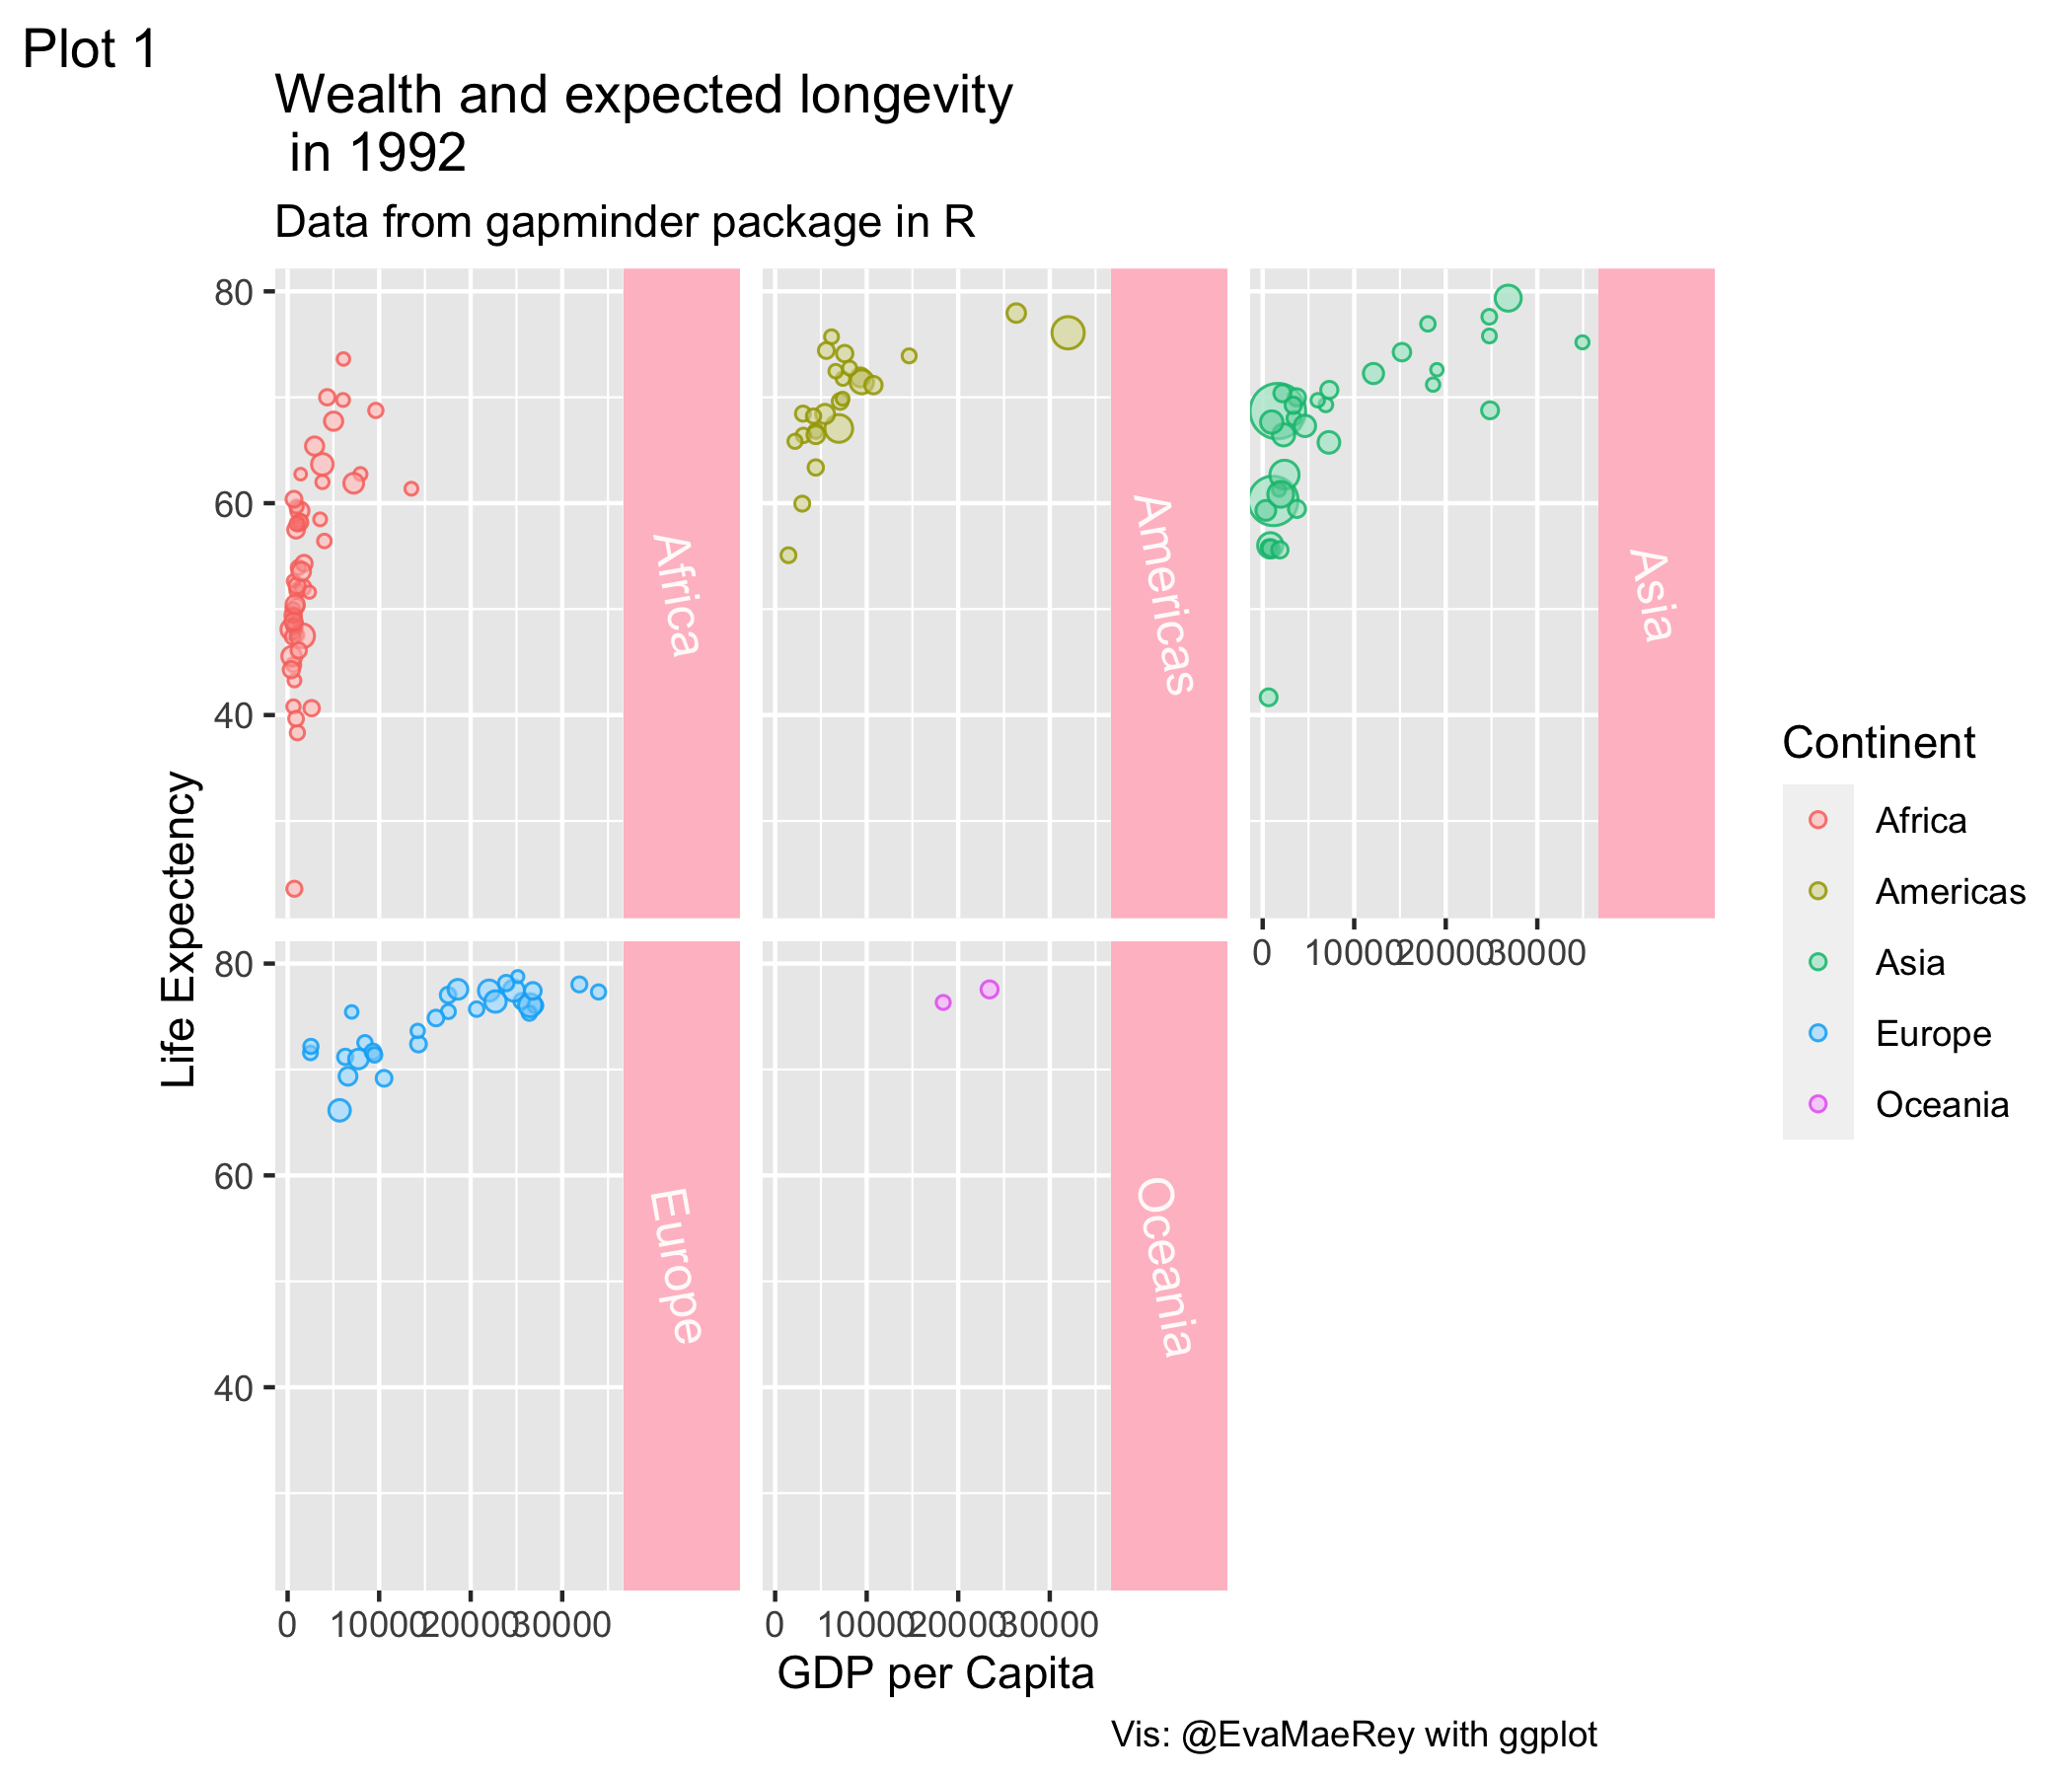 Plot 1
Wealth and expected longevity
in 1992
Data from gapminder package in R
80
60
40
Africa
Americas
Asia
0 10000 20000 30000
Life Expectency
80
60
40
Europe
Oceania
0 10000 20000 30000
0 10000 20000 30000
GDP per Capita
Continent
Africa
Americas
Asia
Europe
Oceania
Vis: @EvaMaeRey with ggplot